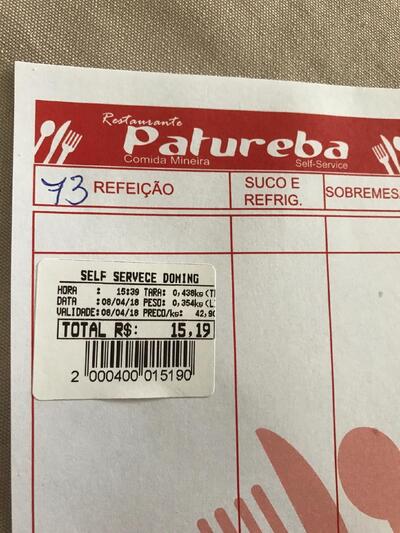 Restaurante
Patureba
Comida Mineira Self-Service
73 REFEIÇÃO
SUCO E
REFRIG.
SOBREMES
SELF SERVECE DOMING
HORA : 15:39 TARA: 0,438kg(T
DATA :08/04/18 PESO: 0,354kg(L
VALIDADE:08/04/18 PRECO/kg: 42,90
TOTAL R$: 15,19
2 000400 015190